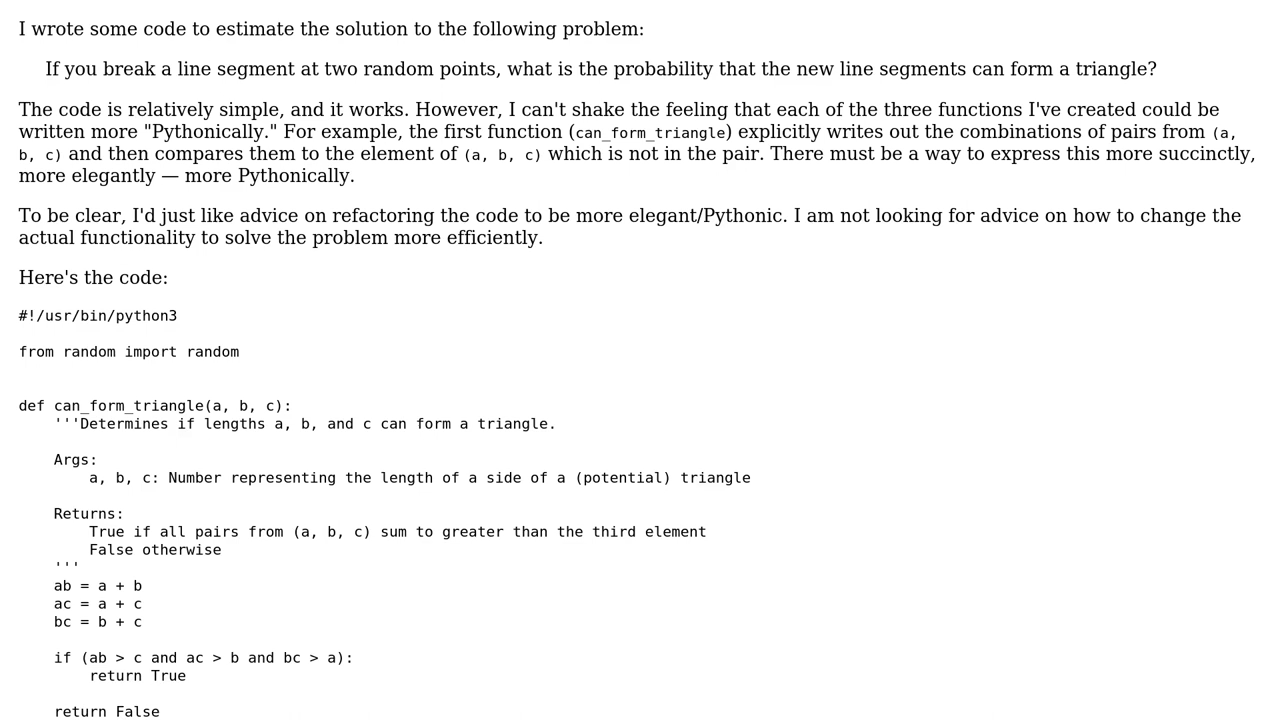 I wrote some code to estimate the solution to the following problem:
If you break a line segment at two random points, what is the probability that the new line segments can form a triangle?
The code is relatively simple, and it works. However, I can't shake the feeling that each of the three functions I've created could be
written more "Pythonically." For example, the first function (can_form_triangle) explicitly writes out the combinations of pairs from (a,
b, c) and then compares them to the element of (a, b, c) which is not in the pair. There must be a way to express this more succinctly,
more elegantly — more Pythonically.
To be clear, I'd just like advice on refactoring the code to be more elegant/Pythonic. I am not looking for advice on how to change the
actual functionality to solve the problem more efficiently.
Here's the code:
#!/usr/bin/python3
from random import random
def can_form_triangle(a, b, c):
    '''Determines if lengths a, b, and c can form a triangle.
    Args:
        a, b, c: Number representing the length of a side of a (potential) triangle
    Returns:
        True if all pairs from (a, b, c) sum to greater than the third element
        False otherwise
    '''
    ab = a + b
    ac = a + c
    bc = b + c
    if (ab > c and ac > b and bc > a):
        return True
    return False